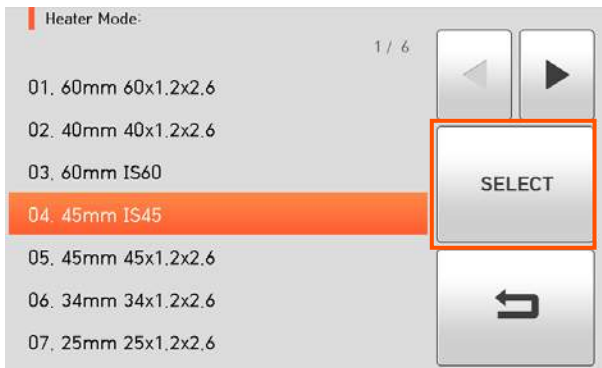 Heater Mode:
1 / 6
01. 60mm 60x1.2x2.6
02. 40mm 40x1.2x2.6
03. 60mm IS60
04. 45mm IS45
05. 45mm 45x1.2x2.6
06. 34mm 34x1.2x2.6
07. 25mm 25x1.2x2.6
SELECT